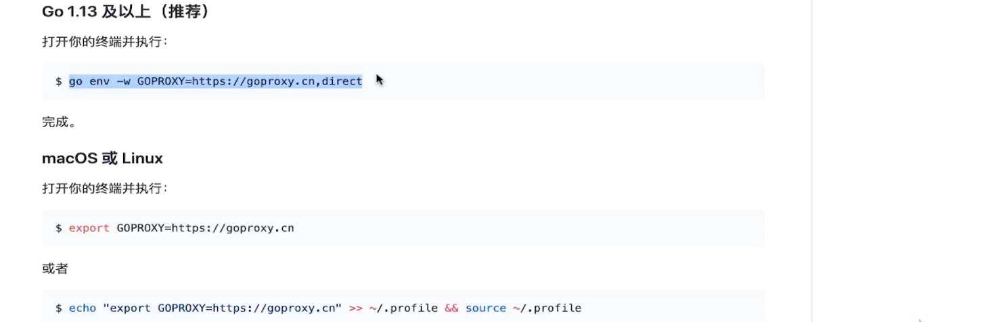 Go 1.13 及以上（推荐）
打开你的终端并执行：
$ go env -w GOPROXY=https://goproxy.cn,direct
完成。
macOS 或 Linux
打开你的终端并执行：
$ export GOPROXY=https://goproxy.cn
或者
$ echo "export GOPROXY=https://goproxy.cn" >> ~/.profile && source ~/.profile